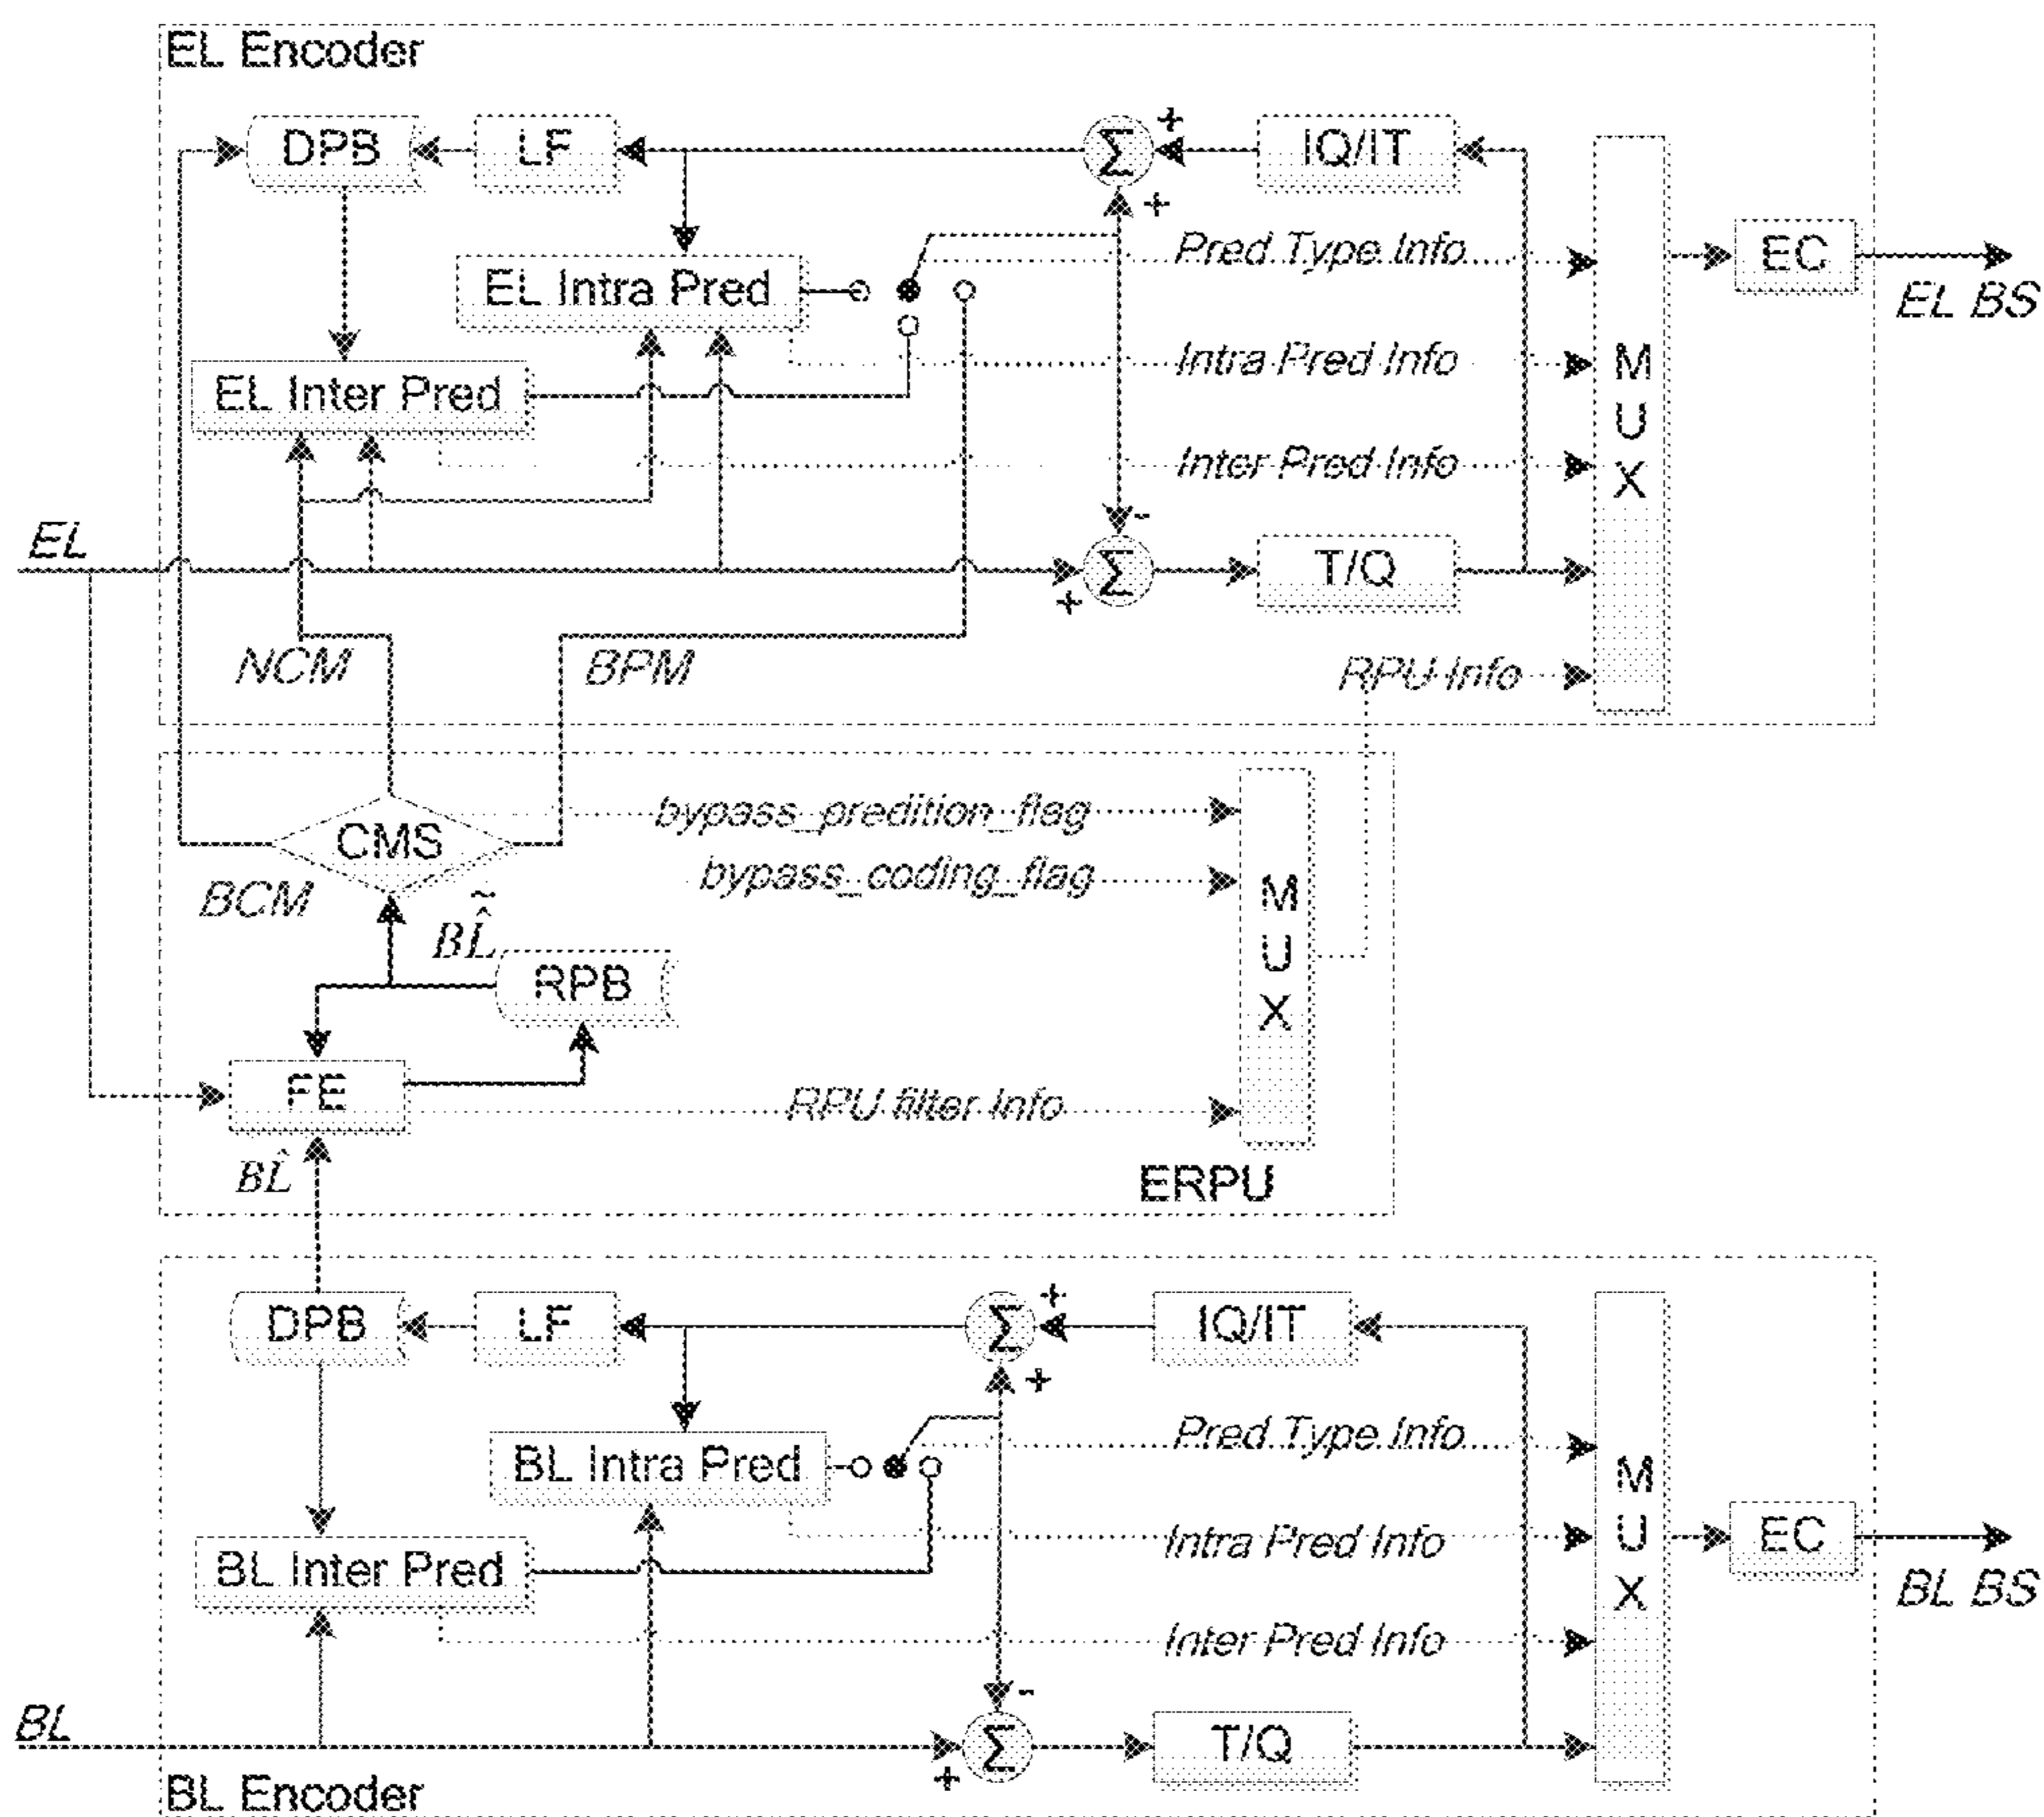 EL Encoder
DPB
LF
Σ
+
+
IQ/IT
Pred Type Info
EC
EL BS
EL Intra Pred
Intra Pred Info
M
U
X
EL Inter Pred
Inter Pred Info
EL
-
Σ
+
T/Q
NCM
BPM
RPU Info
bypass_predition_flag
CMS
bypass_coding_flag
BCM
M
U
X
RPB
FE
RPU filter Info
ERPU
DPB
LF
Σ
+
+
IQ/IT
Pred Type Info
BL Intra Pred
M
U
X
Intra Pred Info
EC
BL BS
BL Inter Pred
Inter Pred Info
-
BL
Σ
+
T/Q
BL Encoder